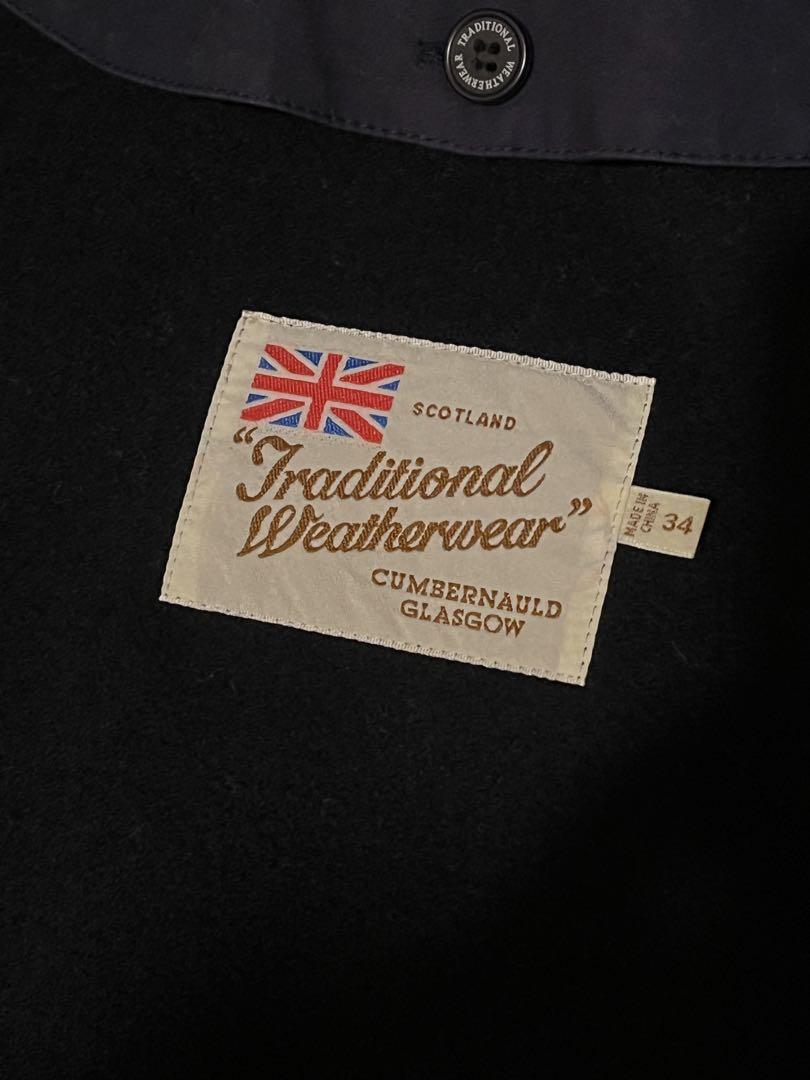 TRADITIONAL WEATHERWEAR
SCOTLAND
"Traditional
Weatherwear"
CUMBERNAULD
GLASGOW
MADE IN
CHINA
34